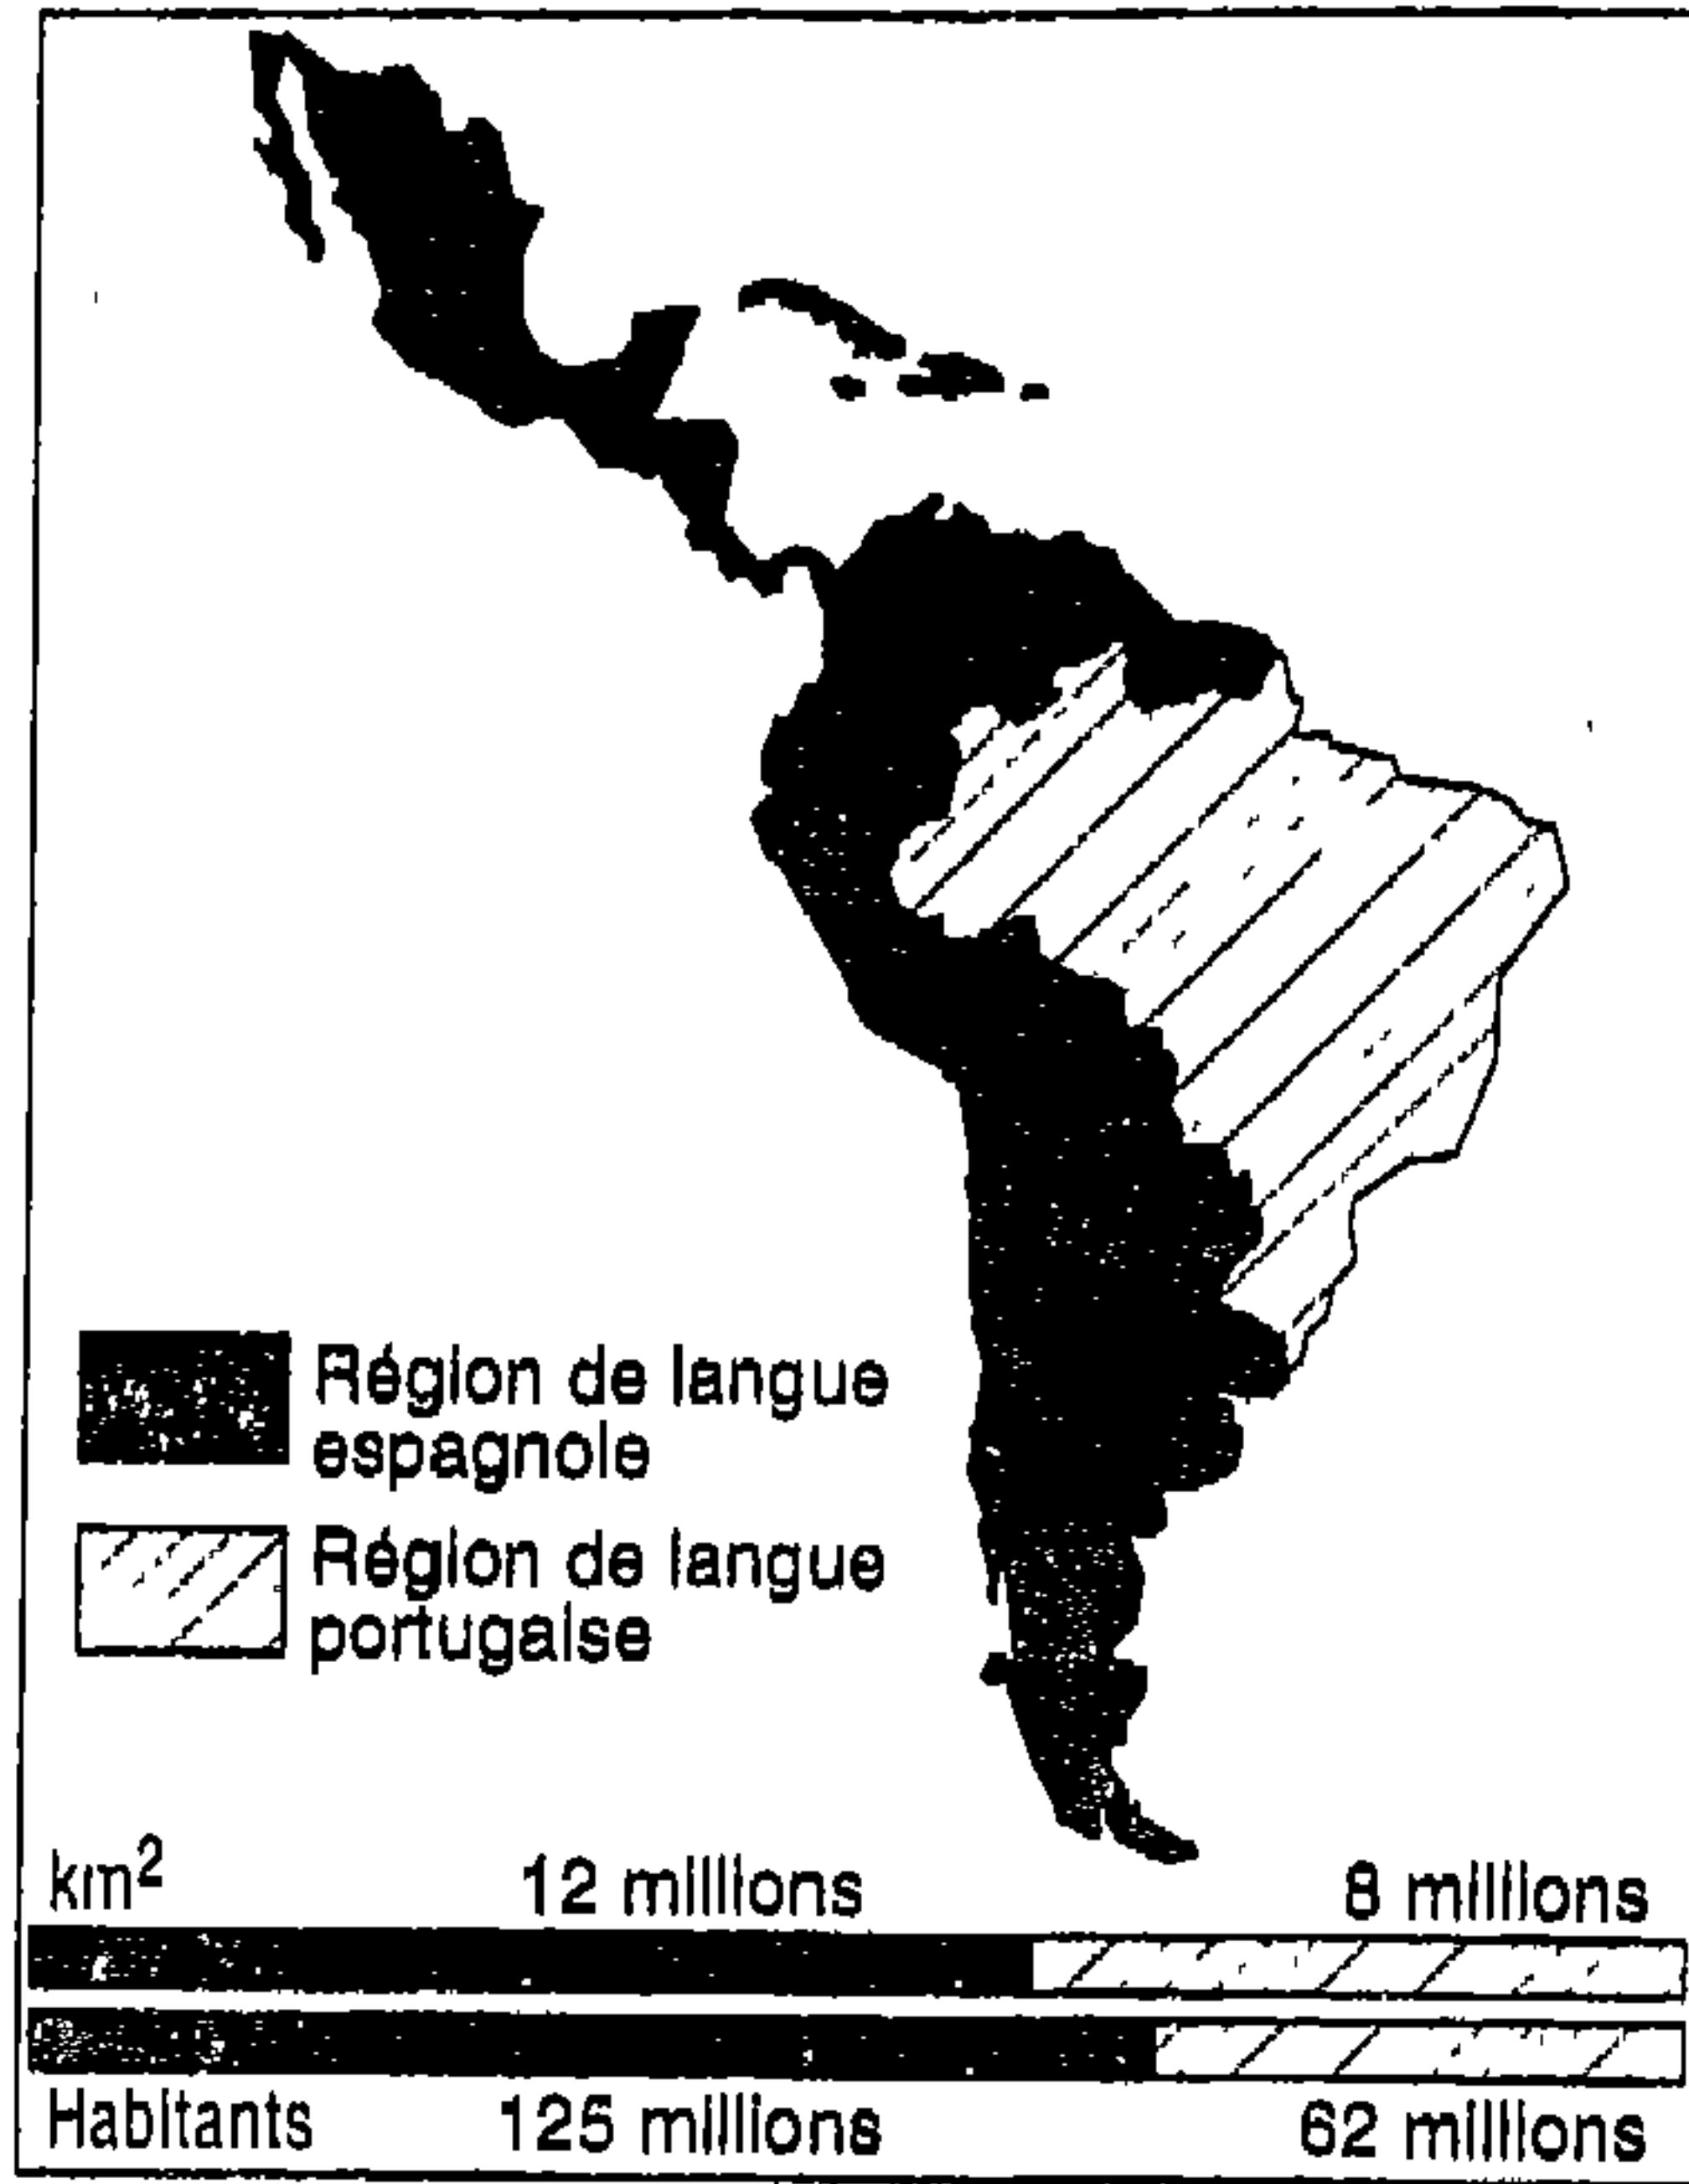 Région de langue
espagnole
Région de langue
portugaise
km² 12 millions 8 millions
Habitants 125 millions 62 millions